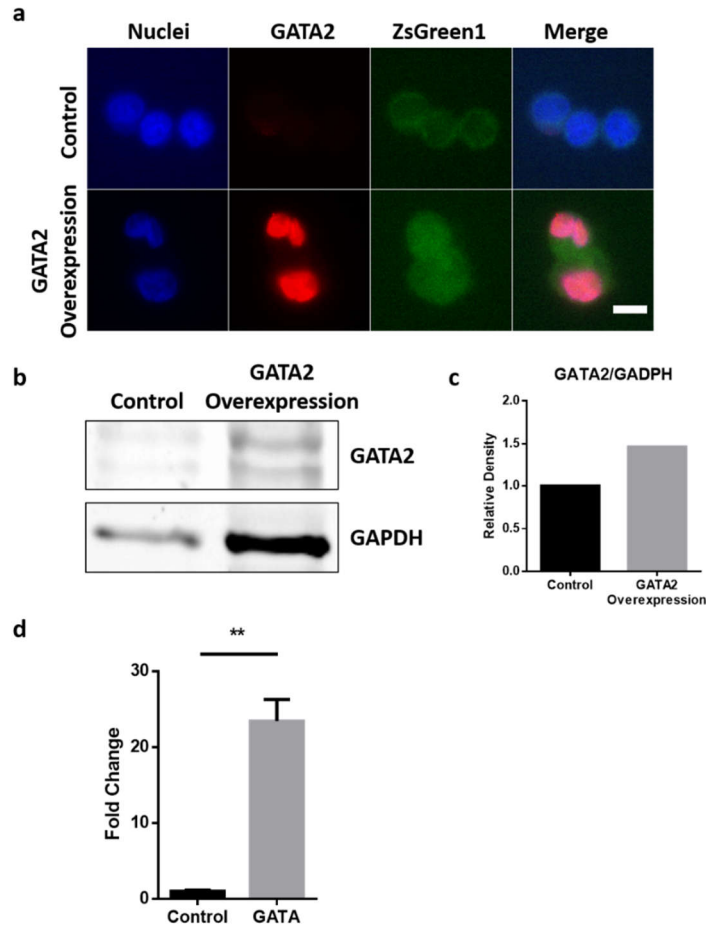 a
Nuclei GATA2 ZsGreen1 Merge
Control
GATA2
Overexpression
b
Control
GATA2
Overexpression
GATA2
GAPDH
c
GATA2/GADPH
Relative Density
2.0
1.5
1.0
0.5
0.0
Control
GATA2
Overexpression
d
**
Fold Change
30
20
10
0
Control GATA